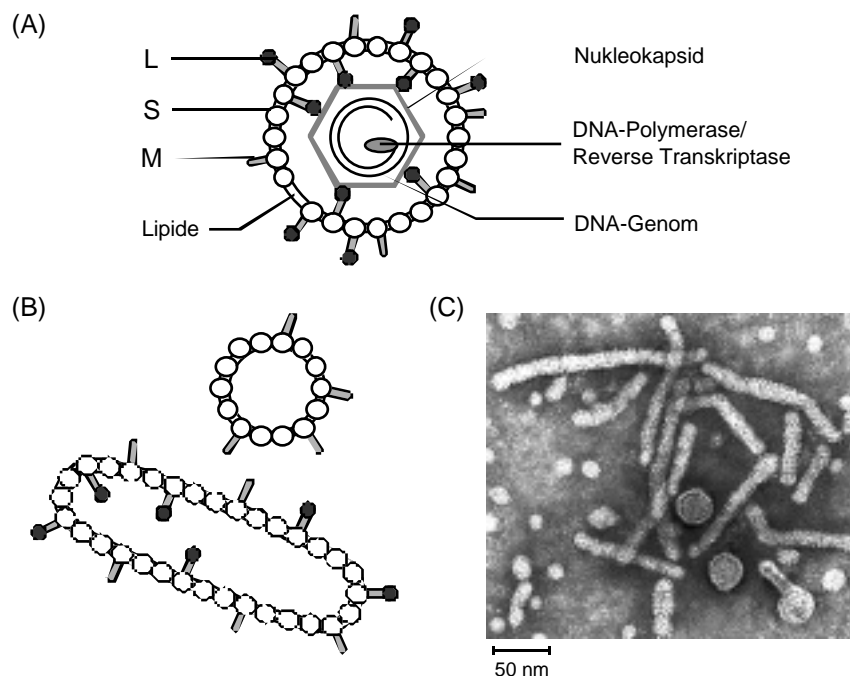 (A)
L
S
M
Lipide
Nukleokapsid
DNA-Polymerase/
Reverse Transkriptase
DNA-Genom
(B)
(C)
50 nm